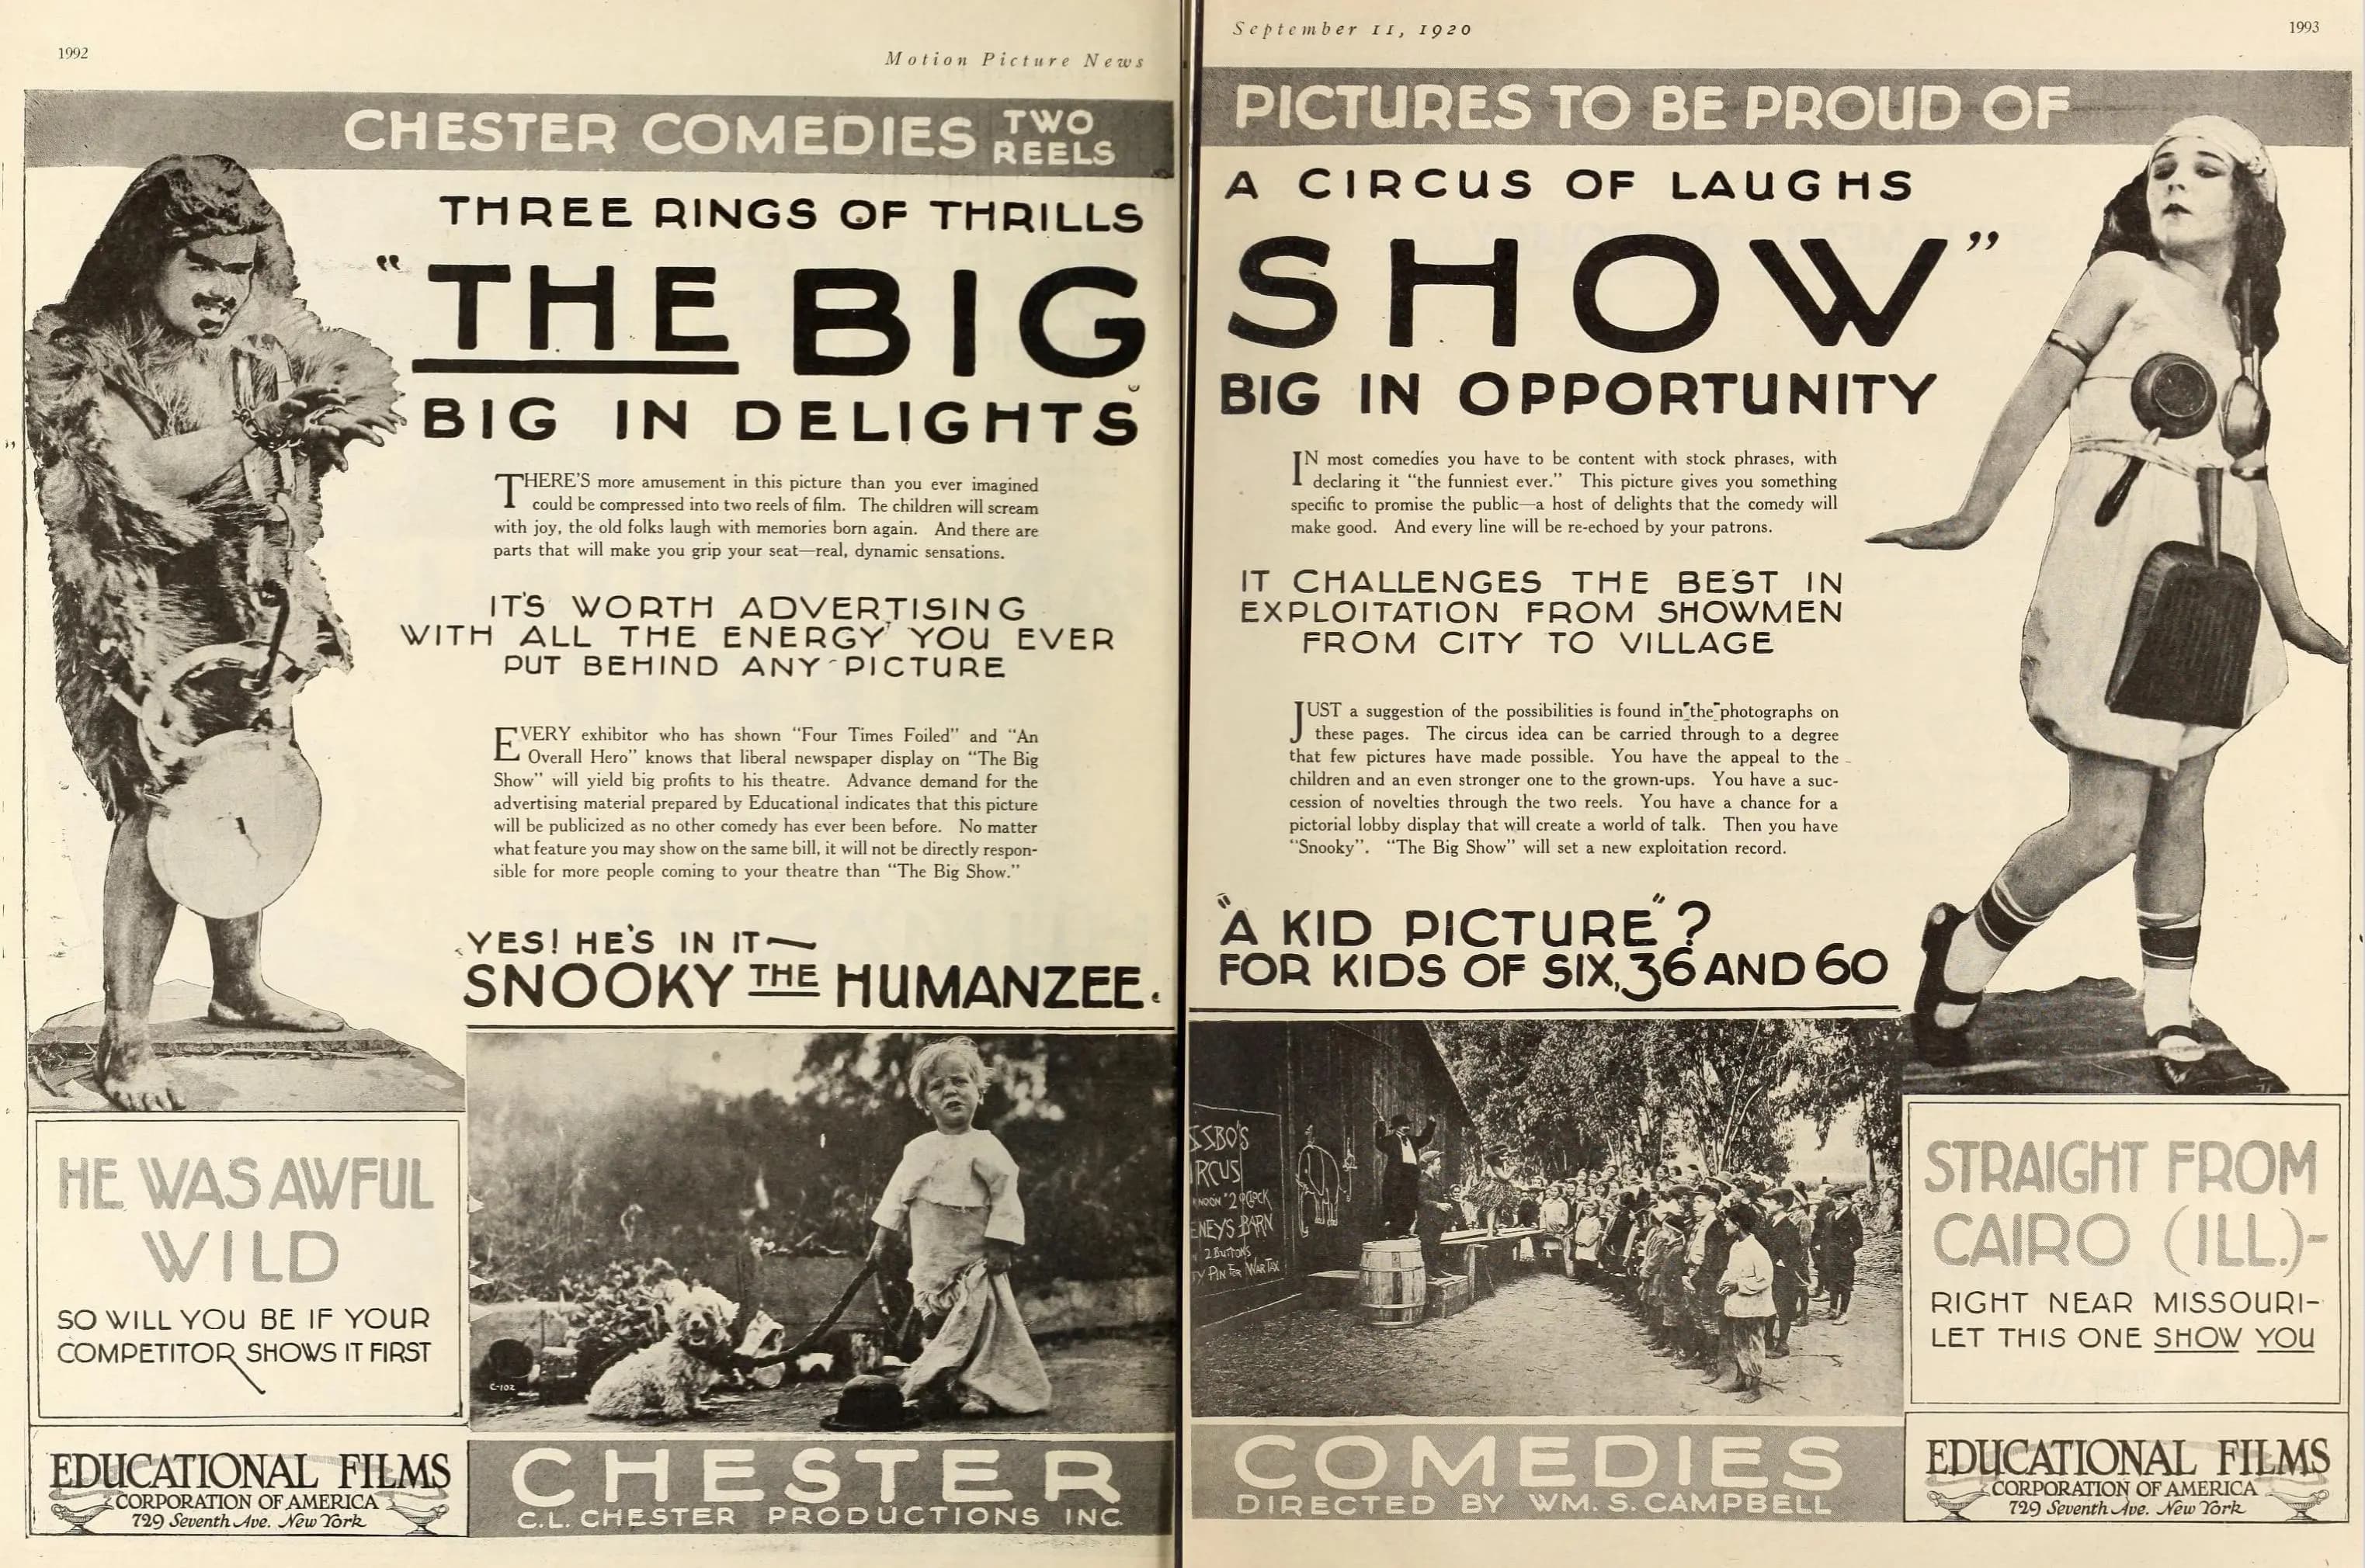 1992
Motion Picture News
CHESTER COMEDIES TWO REELS
THREE RINGS OF THRILLS
"THE BIG
BIG IN DELIGHTS
THERE'S more amusement in this picture than you ever imagined
could be compressed into two reels of film. The children will scream
with joy, the old folks laugh with memories born again. And there are
parts that will make you grip your seat—real, dynamic sensations.
IT'S WORTH ADVERTISING
WITH ALL THE ENERGY YOU EVER
PUT BEHIND ANY PICTURE
EVERY exhibitor who has shown "Four Times Foiled" and "An
Overall Hero" knows that liberal newspaper display on "The Big
Show" will yield big profits to his theatre. Advance demand for the
advertising material prepared by Educational indicates that this picture
will be publicized as no other comedy has ever been before. No matter
what feature you may show on the same bill, it will not be directly respon-
sible for more people coming to your theatre than "The Big Show."
YES! HE'S IN IT—
SNOOKY THE HUMANZEE.
HE WAS AWFUL
WILD
SO WILL YOU BE IF YOUR
COMPETITOR SHOWS IT FIRST
C-102
EDUCATIONAL FILMS
CORPORATION OF AMERICA
729 Seventh Ave. New York
CHESTER
C.L. CHESTER PRODUCTIONS INC.
September 11, 1920
1993
PICTURES TO BE PROUD OF
A CIRCUS OF LAUGHS
SHOW"
BIG IN OPPORTUNITY
IN most comedies you have to be content with stock phrases, with
declaring it "the funniest ever." This picture gives you something
specific to promise the public—a host of delights that the comedy will
make good. And every line will be re-echoed by your patrons.
IT CHALLENGES THE BEST IN
EXPLOITATION FROM SHOWMEN
FROM CITY TO VILLAGE
JUST a suggestion of the possibilities is found in the photographs on
these pages. The circus idea can be carried through to a degree
that few pictures have made possible. You have the appeal to the
children and an even stronger one to the grown-ups. You have a suc-
cession of novelties through the two reels. You have a chance for a
pictorial lobby display that will create a world of talk. Then you have
"Snooky". "The Big Show" will set a new exploitation record.
"A KID PICTURE"?
FOR KIDS OF SIX, 36 AND 60
SSBO'S
RCUS
NOON 2 O'CLOCK
ENEYS BARN
2 BUTTONS
TY PIN FOR WAR TAX
STRAIGHT FROM
CAIRO (ILL.)-
RIGHT NEAR MISSOURI-
LET THIS ONE SHOW YOU
COMEDIES
DIRECTED BY WM. S. CAMPBELL
EDUCATIONAL FILMS
CORPORATION OF AMERICA
729 Seventh Ave. New York